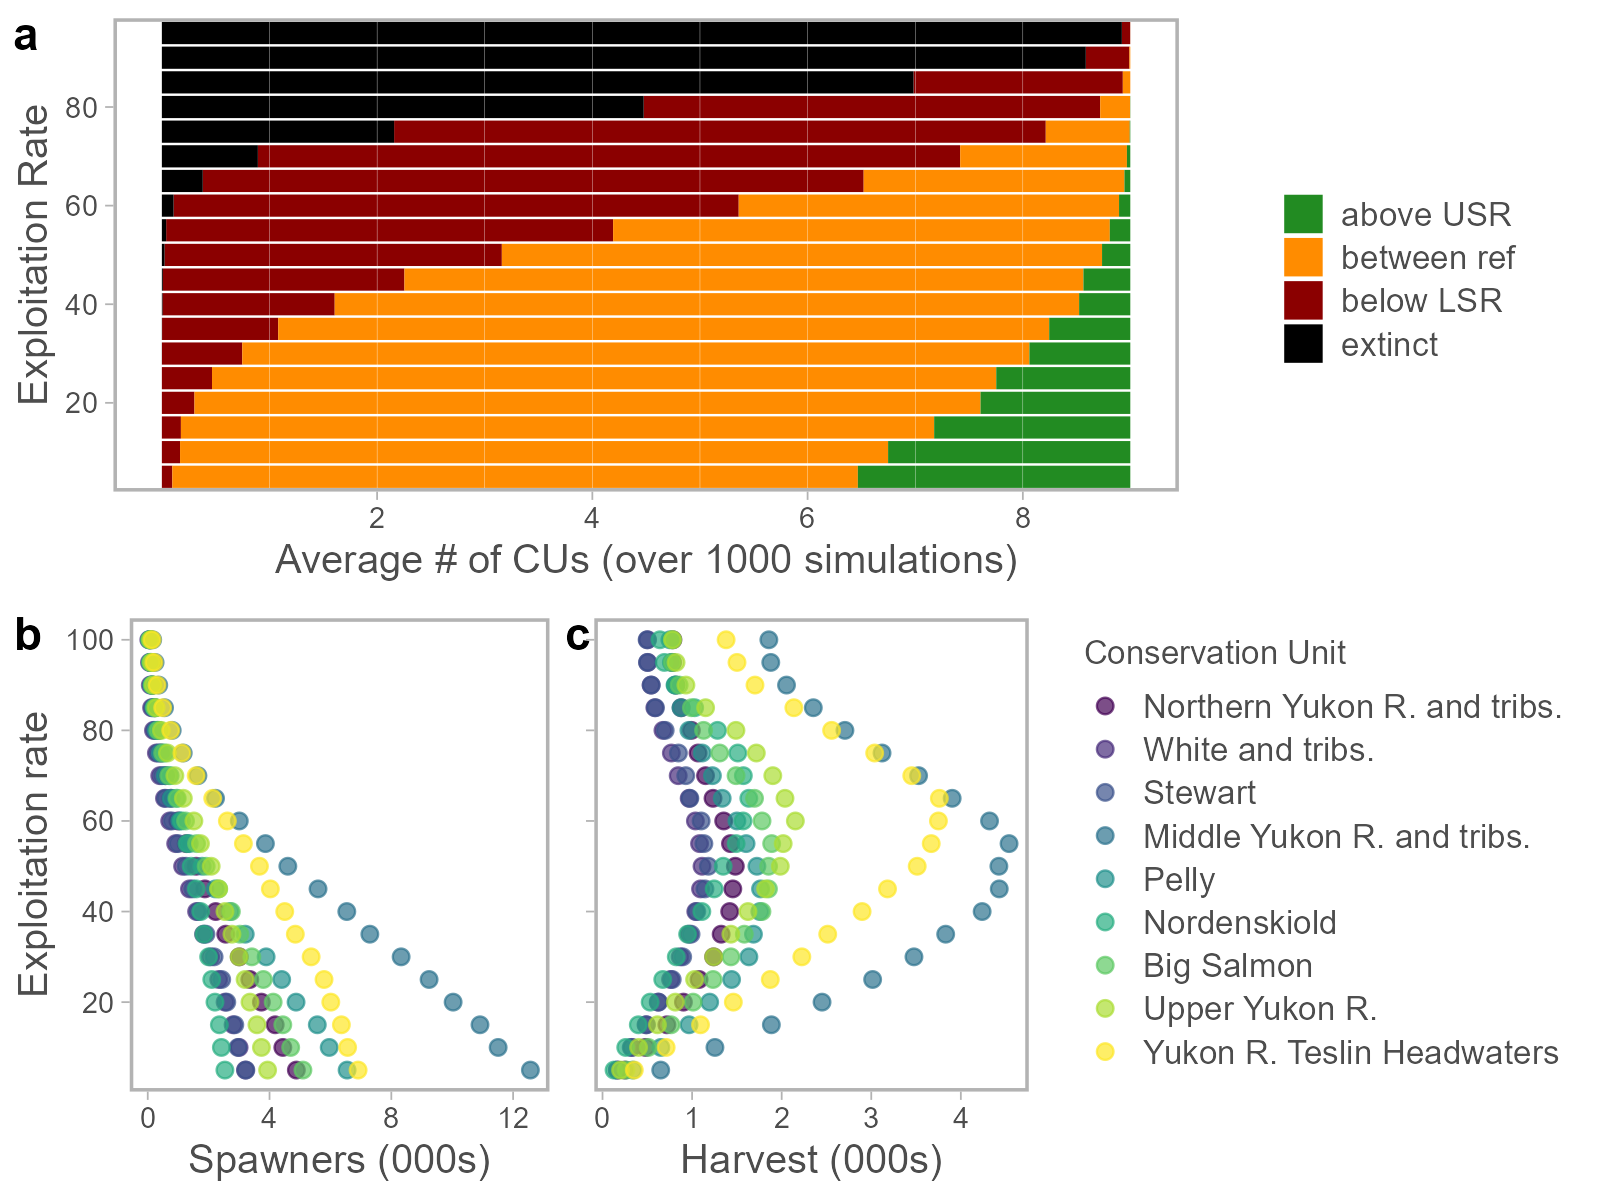 a
80
60
40
20
Exploitation Rate
2 4 6 8
Average # of CUs (over 1000 simulations)
above USR
between ref
below LSR
extinct
b
100
80
60
40
20
Exploitation rate
0 4 8 12
Spawners (000s)
c
0 1 2 3 4
Harvest (000s)
Conservation Unit
Northern Yukon R. and tribs.
White and tribs.
Stewart
Middle Yukon R. and tribs.
Pelly
Nordenskiold
Big Salmon
Upper Yukon R.
Yukon R. Teslin Headwaters